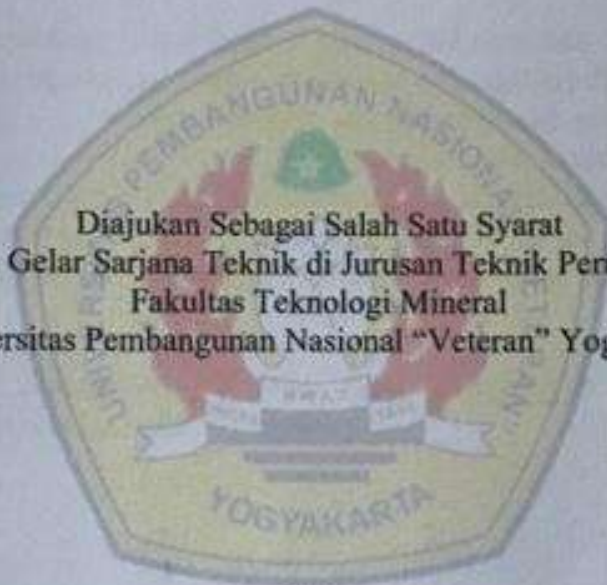 Diajukan Sebagai Salah Satu Syarat
Gelar Sarjana Teknik di Jurusan Teknik
Fakultas Teknologi Mineral
Pembangunan Nasional “Veteran”
PEMBANGUNAN NASIONAL
YOGYAKARTA